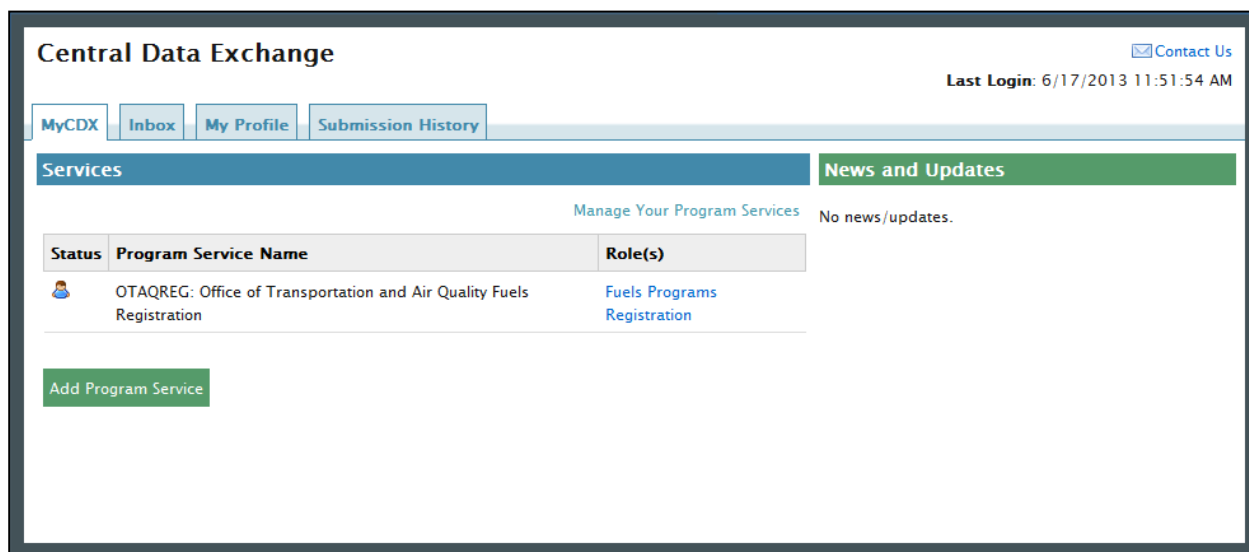 Central Data Exchange
Contact Us
Last Login: 6/17/2013 11:51:54 AM
MyCDX
Inbox
My Profile
Submission History
Services
News and Updates
Manage Your Program Services
No news/updates.
Status Program Service Name Role(s)
OTAQREG: Office of Transportation and Air Quality Fuels
Registration
Fuels Programs
Registration
Add Program Service